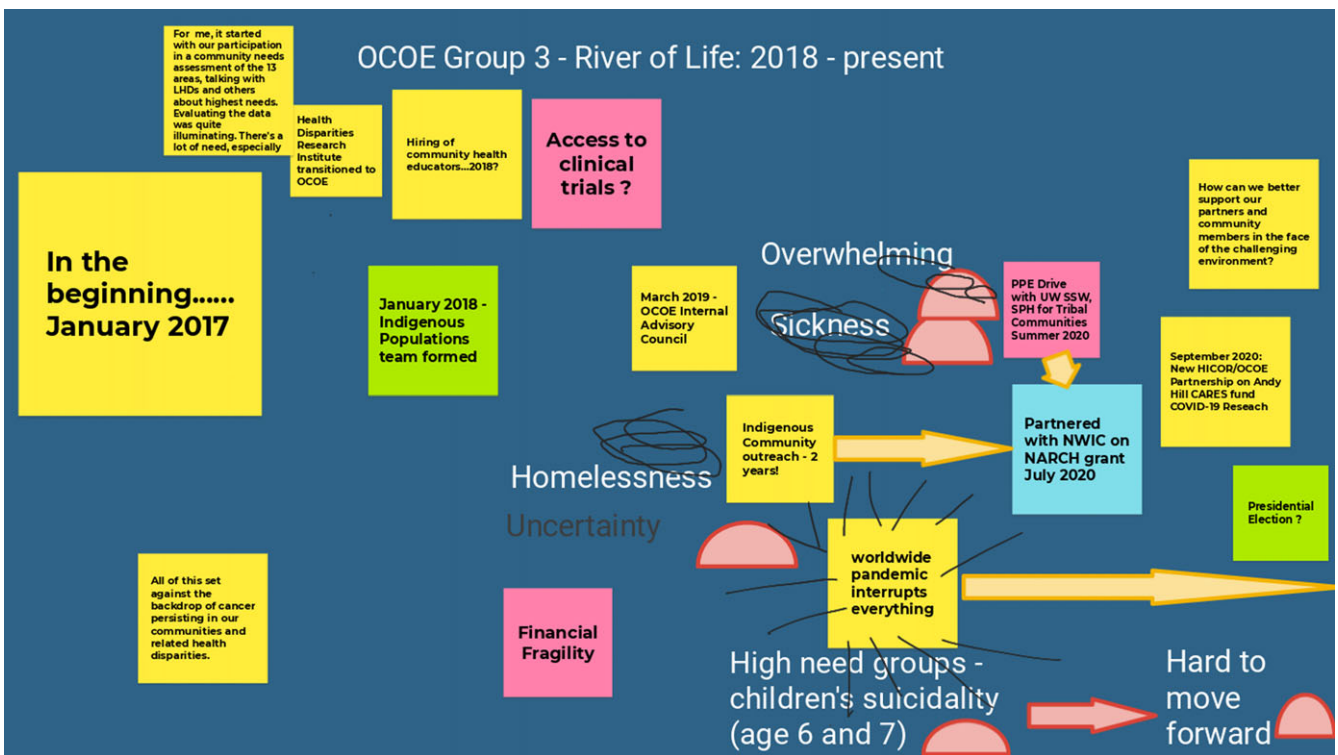 OCOE Group 3 - River of Life: 2018 - present
For me, it started
with our participation
in a community needs
assessment of the 13
areas, talking with
LHDs and others
about highest needs.
Evaluating the data
was quite
illuminating. There's a
lot of need, especially
Health
Disparities
Research
Institute
transitioned to
OCOE
Hiring of
community health
educators...2018?
Access to
clinical
trials ?
In the
beginning......
January 2017
January 2018 -
Indigenous
Populations
team formed
March 2019 -
OCOE Internal
Advisory
Council
Overwhelming
Sickness
PPE Drive
with UW SSW,
SPH for Tribal
Communities
Summer 2020
How can we better
support our
partners and
community
members in the face
of the challenging
environment?
September 2020:
New HICOR/OCOE
Partnership on Andy
Hill CARES fund
COVID-19 Reseach
Indigenous
Community
outreach - 2
years!
Partnered
with NWIC on
NARCH grant
July 2020
Homelessness
Uncertainty
Presidential
Election ?
worldwide
pandemic
interrupts
everything
All of this set
against the
backdrop of cancer
persisting in our
communities and
related health
disparities.
Financial
Fragility
High need groups -
children's suicidality
(age 6 and 7)
Hard to
move
forward